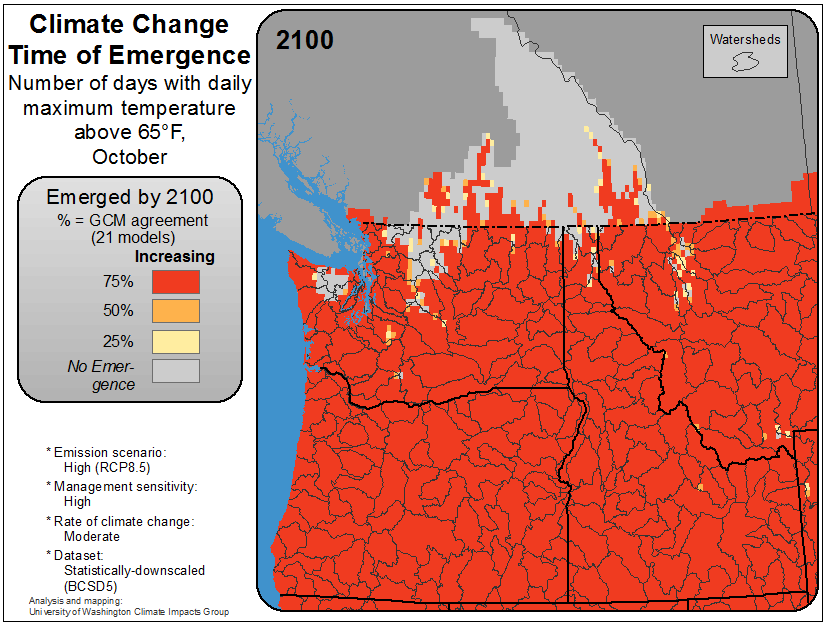 Climate Change
Time of Emergence
Number of days with daily
maximum temperature
above 65°F,
October
Emerged by 2100
% = GCM agreement
(21 models)
Increasing
75%
50%
25%
No Emer-
gence
* Emission scenario:
High (RCP8.5)
* Management sensitivity:
High
* Rate of climate change:
Moderate
* Dataset:
Statistically-downscaled
(BCSD5)
Analysis and mapping:
University of Washington Climate Impacts Group
2100
Watersheds